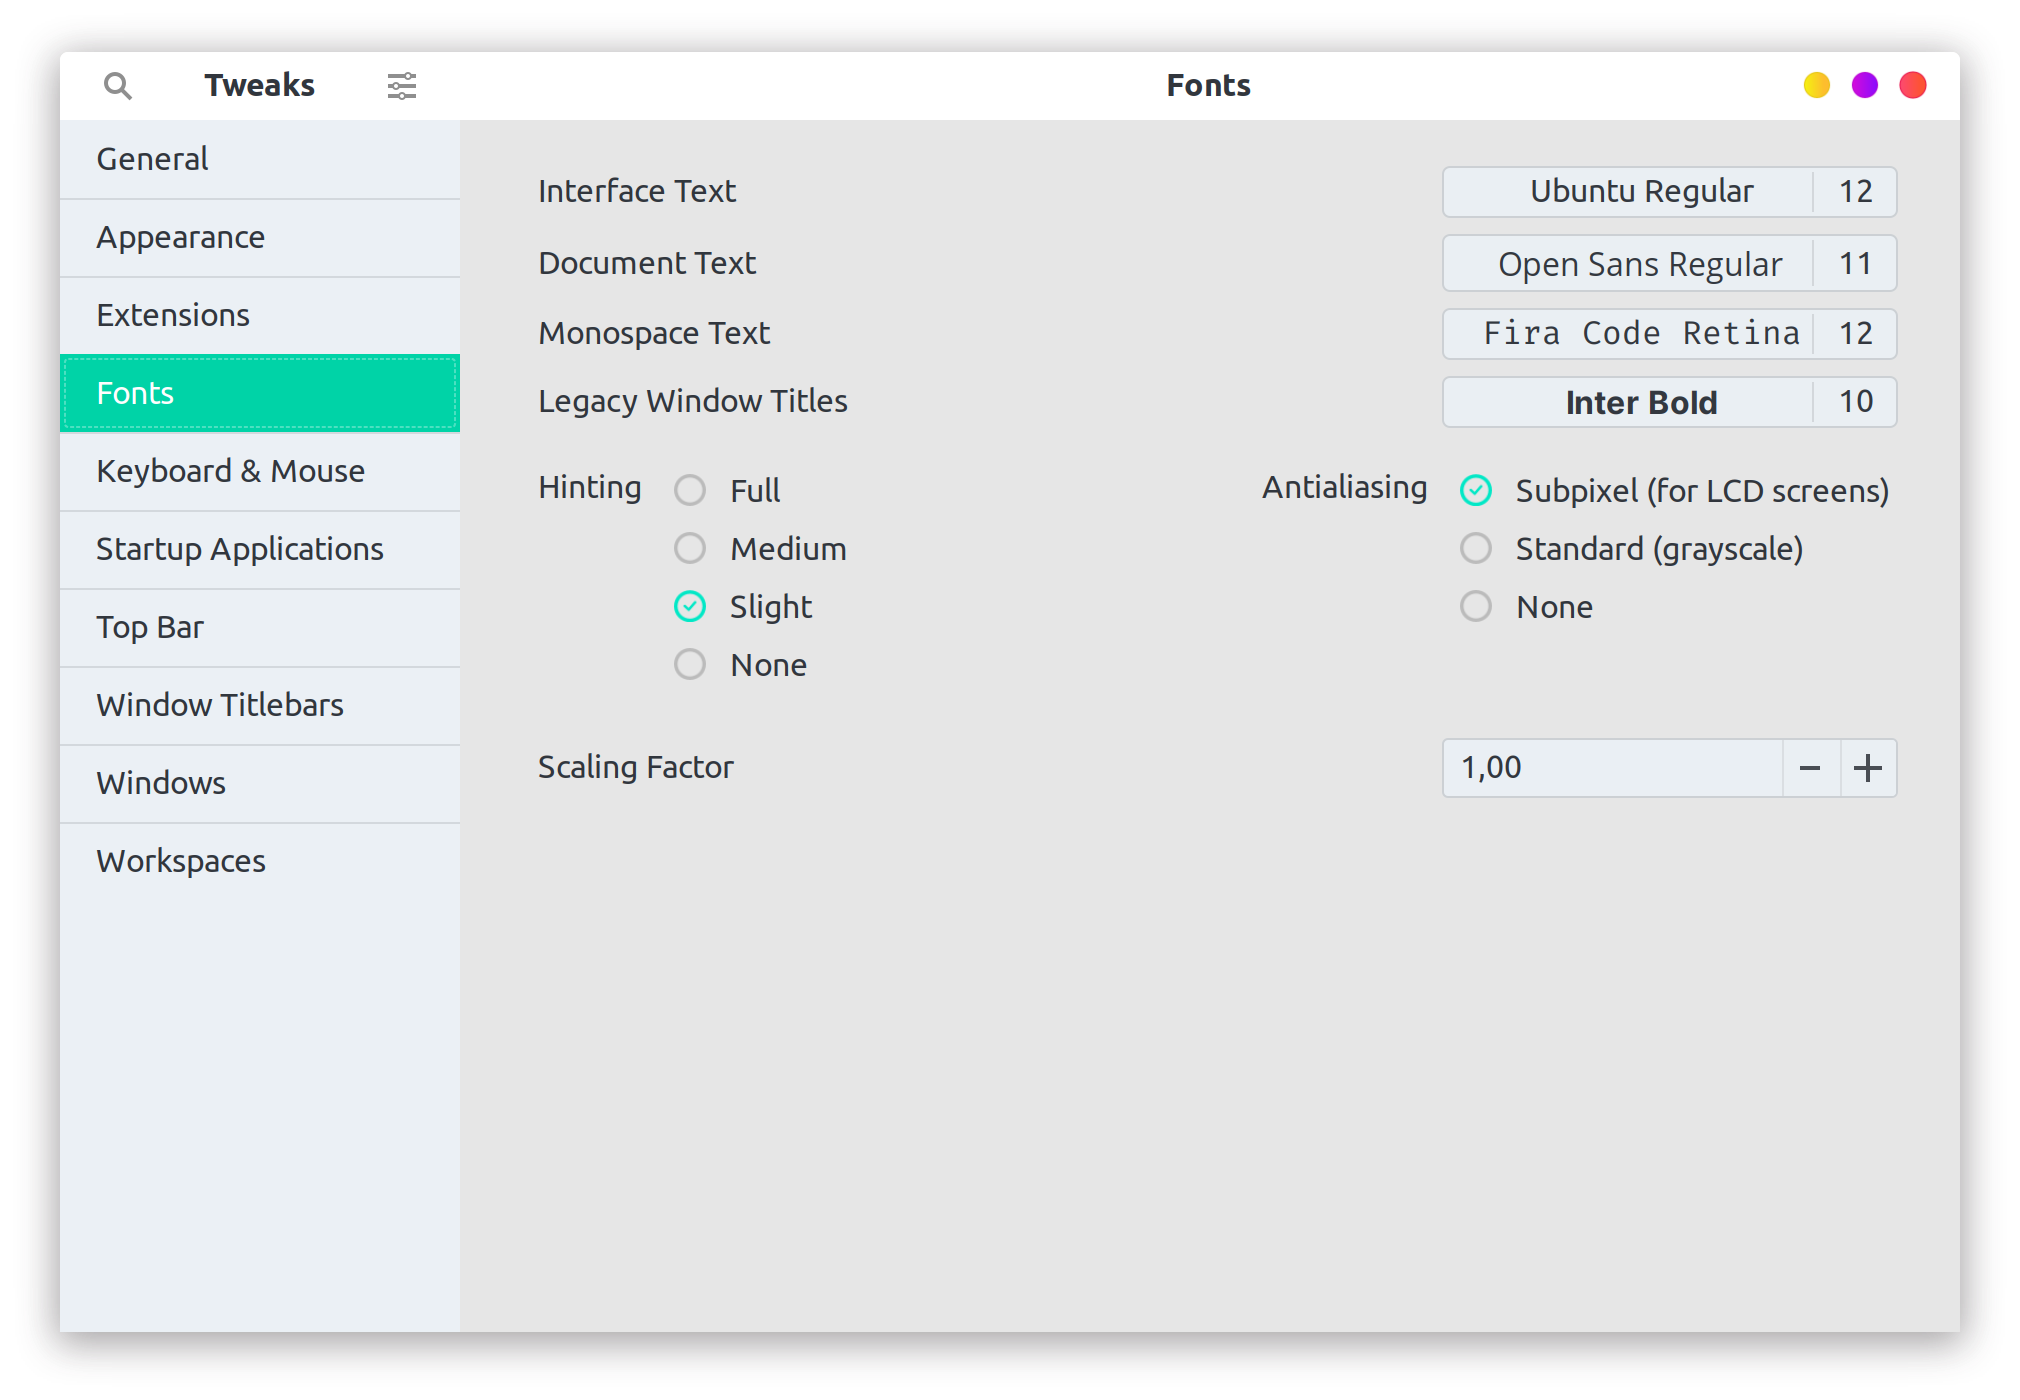 Tweaks
Fonts
General
Appearance
Extensions
Fonts
Keyboard & Mouse
Startup Applications
Top Bar
Window Titlebars
Windows
Workspaces
Interface Text Ubuntu Regular 12
Document Text Open Sans Regular 11
Monospace Text Fira Code Retina 12
Legacy Window Titles Inter Bold 10
Hinting Full
Medium
Slight
None
Antialiasing Subpixel (for LCD screens)
Standard (grayscale)
None
Scaling Factor 1,00